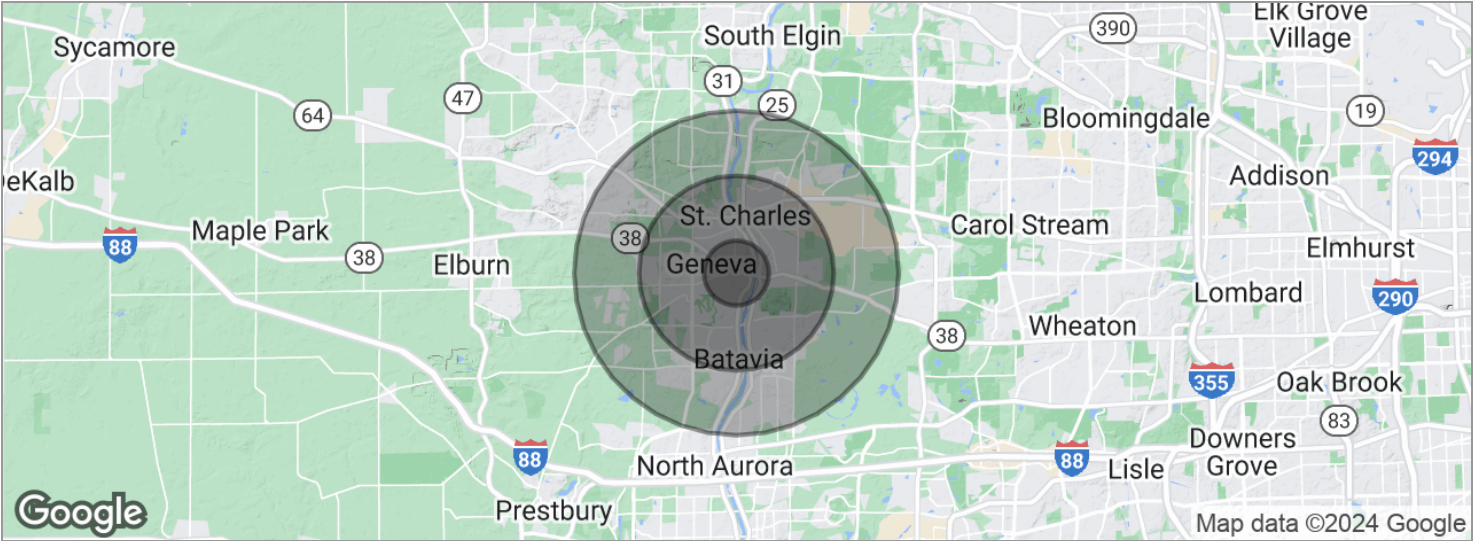 Elk Grove
Village
South Elgin
390
Sycamore
31
47
25
64
19
Bloomingdale
294
Addison
eKalb
St. Charles
Carol Stream
Maple Park
38
88
38
Elmhurst
Geneva
Elburn
Lombard
290
Wheaton
38
Batavia
355
Oak Brook
83
Downers
Grove
88
88
North Aurora
Lisle
Prestbury
Google
Map data ©2024 Google